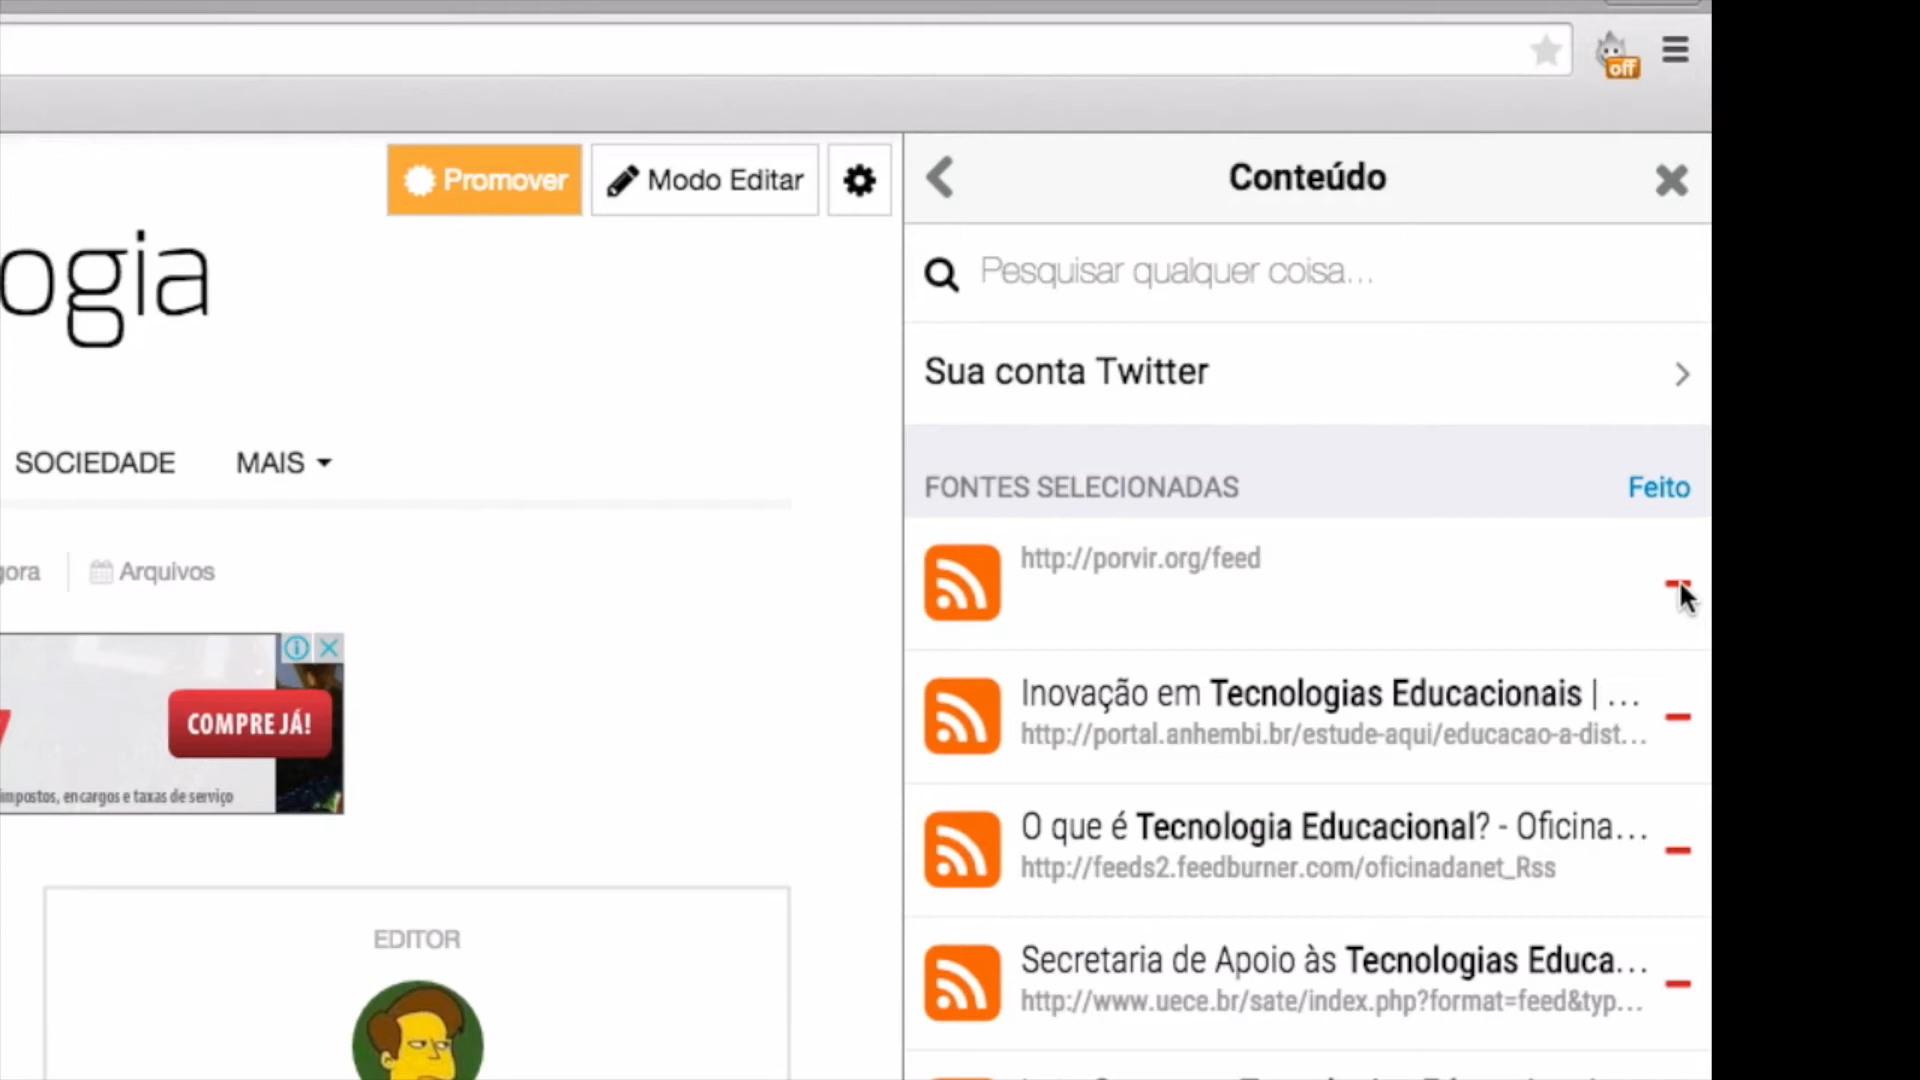 off
Promover
Modo Editar
ogia
SOCIEDADE
MAIS
gora
Arquivos
COMPRE JÁ!
impostos, encargos e taxas de serviço
EDITOR
Conteúdo
Pesquisar qualquer coisa...
Sua conta Twitter
FONTES SELECIONADAS
Feito
http://porvir.org/feed
Inovação em Tecnologias Educacionais | ...
http://portal.anhembi.br/estude-aqui/educacao-a-dist...
O que é Tecnologia Educacional? - Oficina...
http://feeds2.feedburner.com/oficinadanet_Rss
Secretaria de Apoio às Tecnologias Educa...
http://www.uece.br/sate/index.php?format=feed&typ...